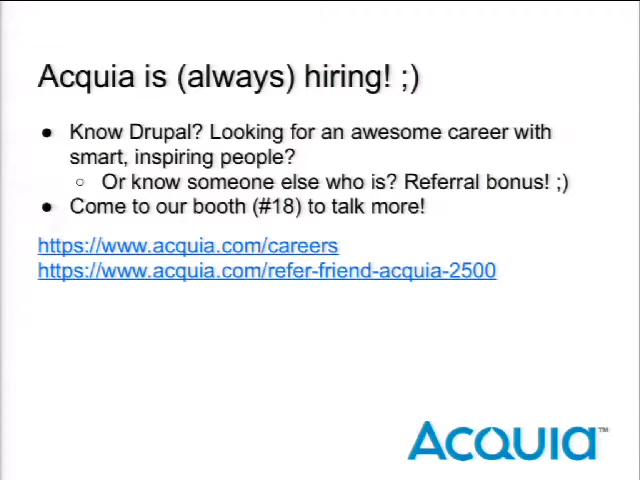 Acquia is (always) hiring! ;)
● Know Drupal? Looking for an awesome career with
smart, inspiring people?
○ Or know someone else who is? Referral bonus! ;)
● Come to our booth (#18) to talk more!
https://www.acquia.com/careers
https://www.acquia.com/refer-friend-acquia-2500
ACQUIA™